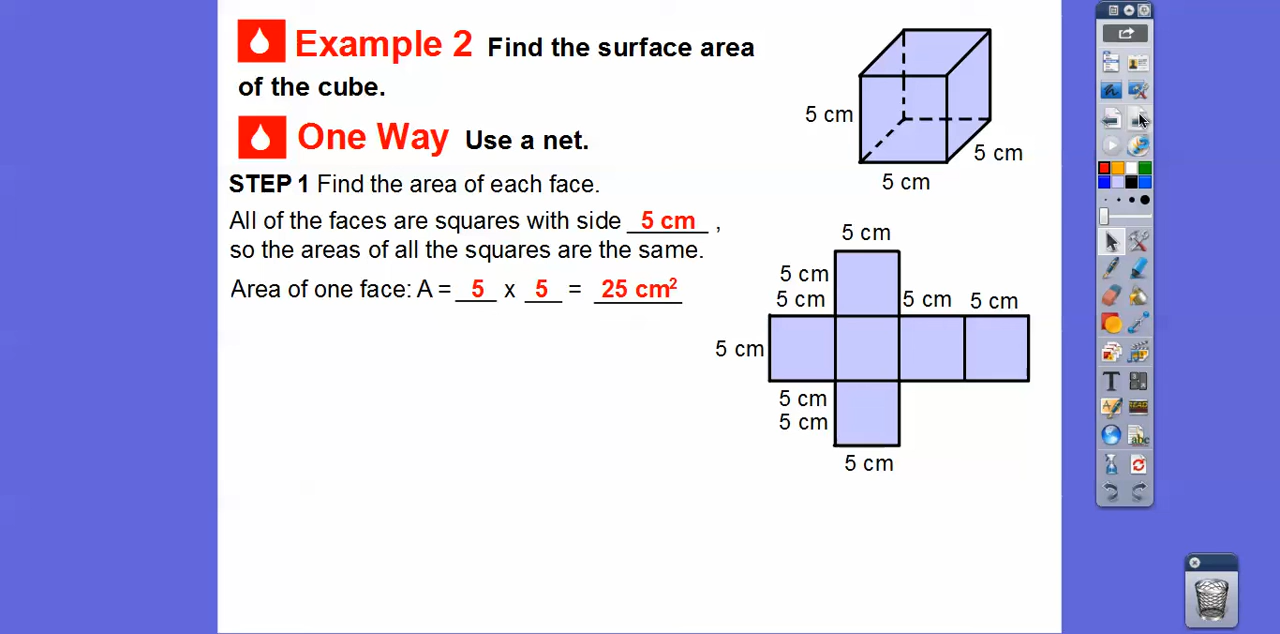 Example 2 Find the surface area
of the cube.
One Way Use a net.
STEP 1 Find the area of each face.
All of the faces are squares with side 5 cm ,
so the areas of all the squares are the same.
Area of one face: A = 5 x 5 = 25 cm²
5 cm
5 cm
5 cm
5 cm
5 cm
5 cm
5 cm
5 cm
5 cm
5 cm
5 cm
5 cm